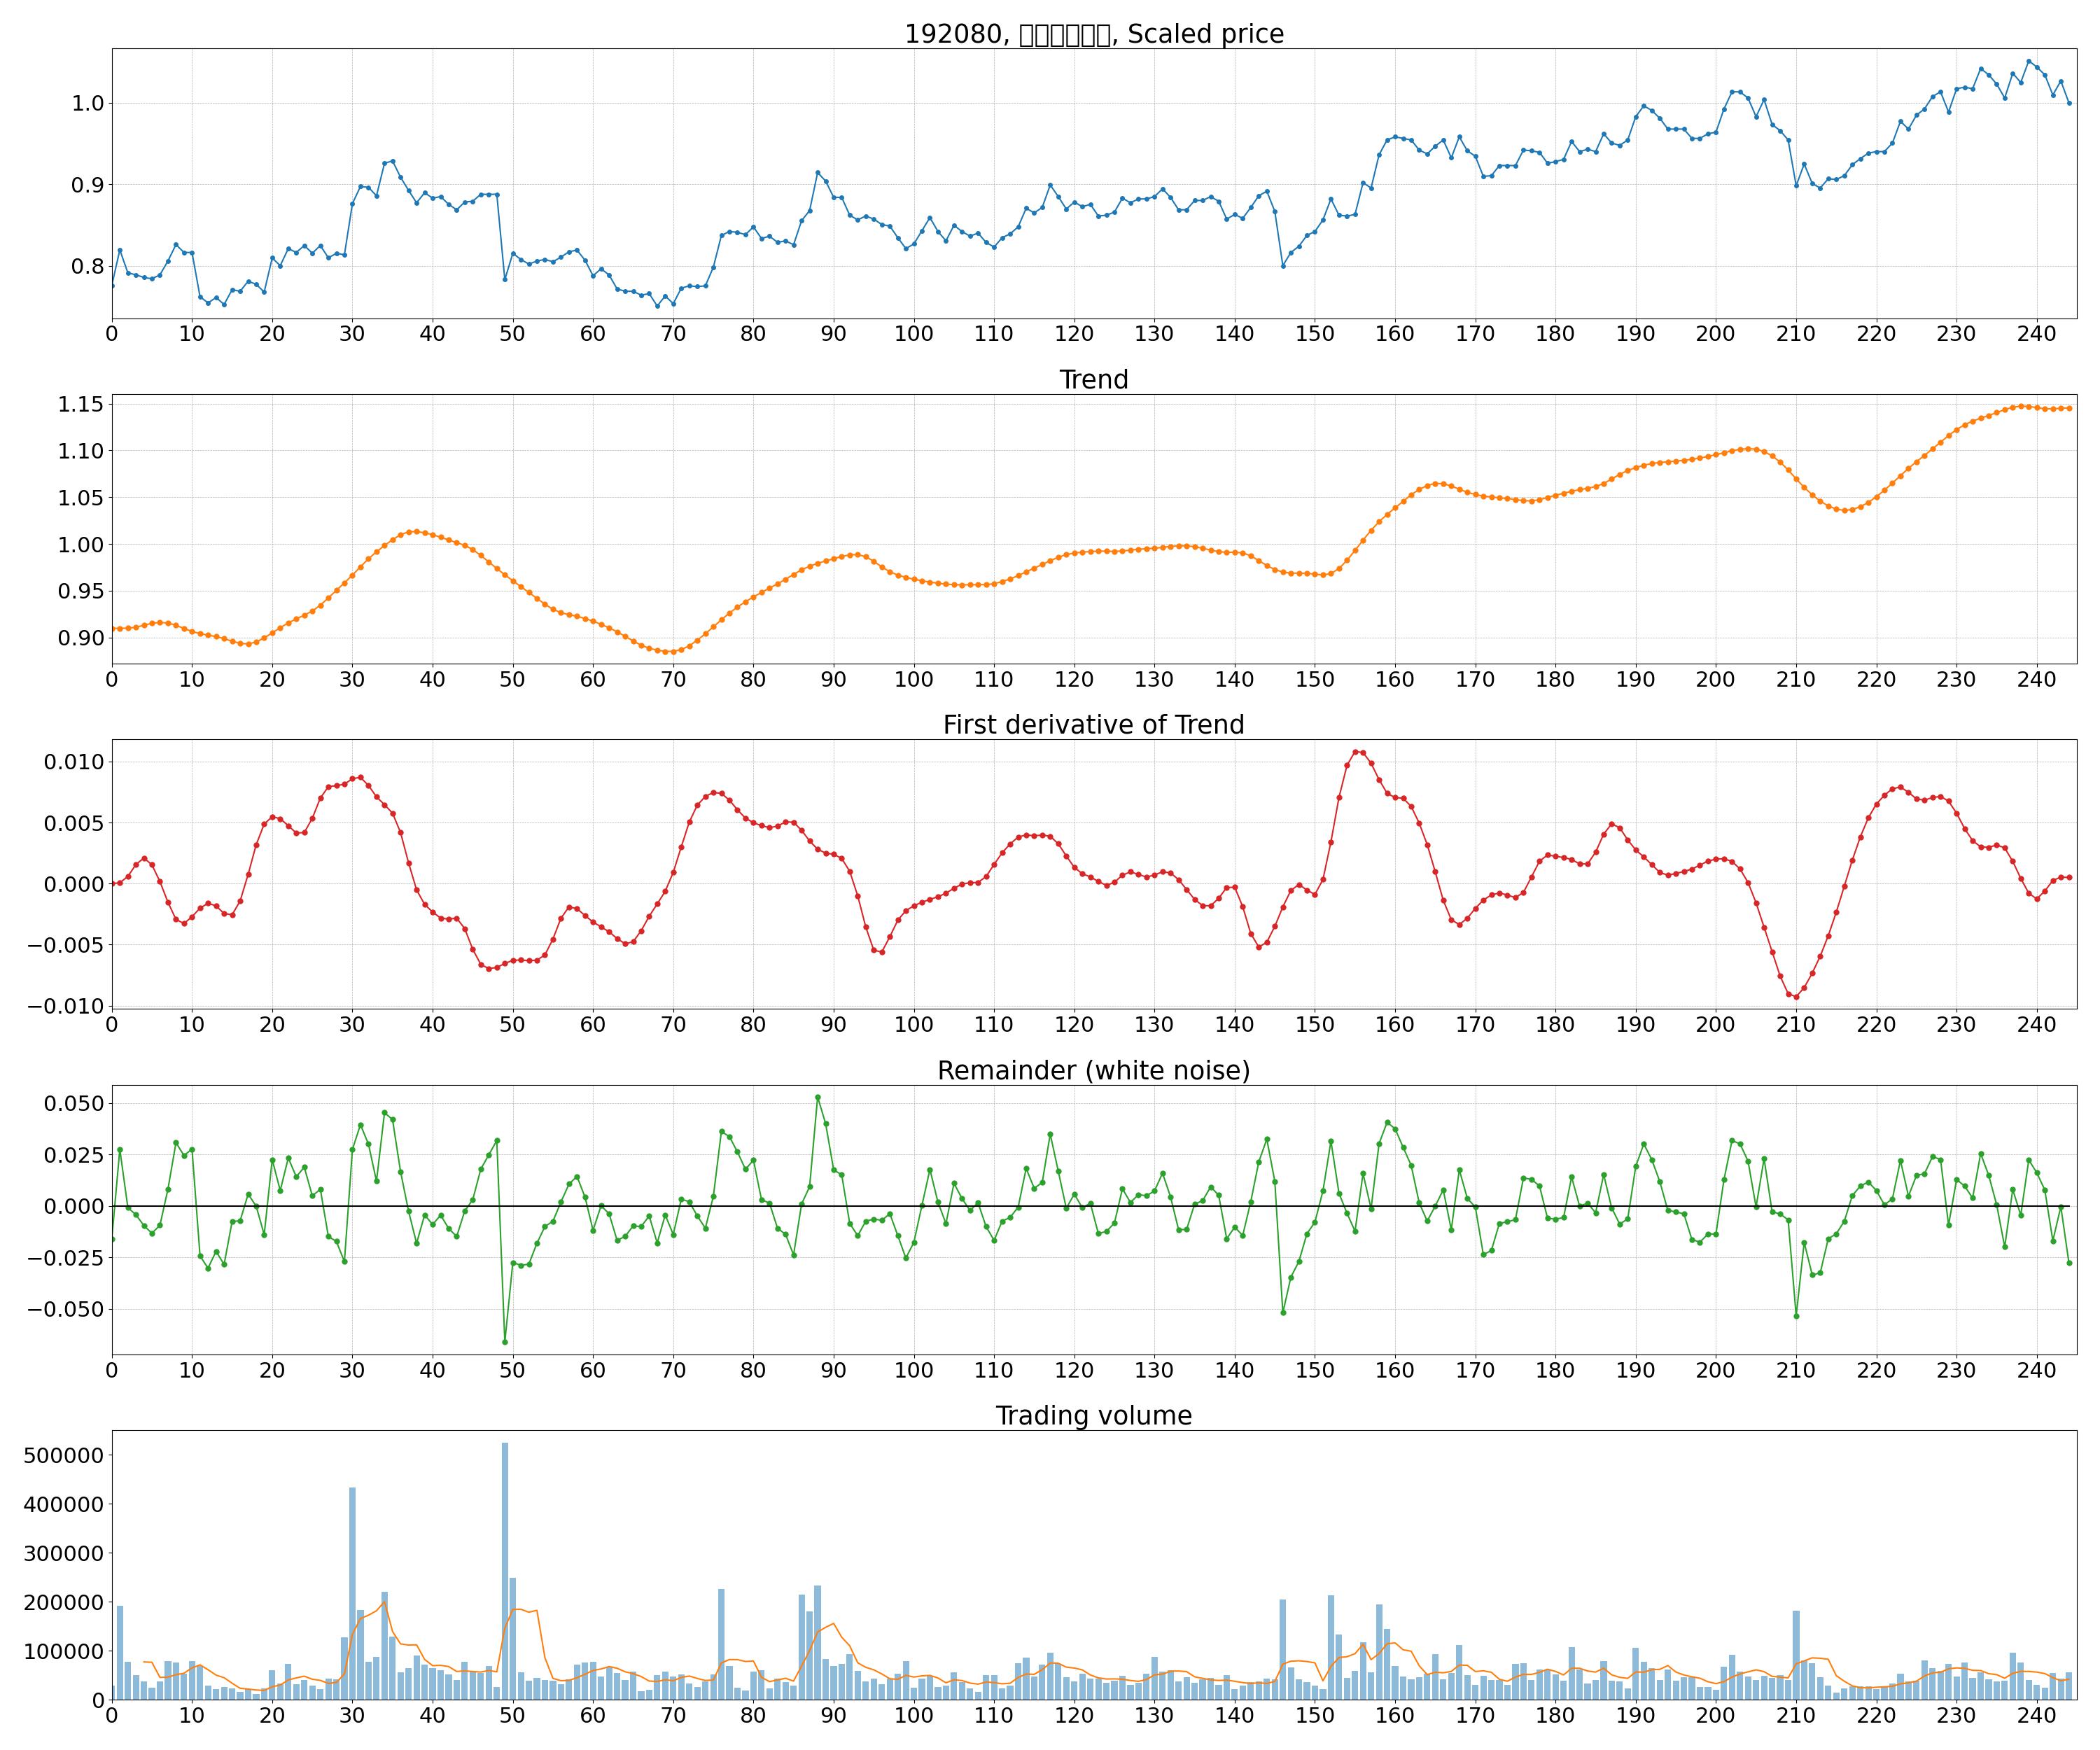 192080, □□□□□□, Scaled price
1.0
0.9
0.8
0 10 20 30 40 50 60 70 80 90 100 110 120 130 140 150 160 170 180 190 200 210 220 230 240
Trend
1.15
1.10
1.05
1.00
0.95
0.90
0 10 20 30 40 50 60 70 80 90 100 110 120 130 140 150 160 170 180 190 200 210 220 230 240
First derivative of Trend
0.010
0.005
0.000
−0.005
−0.010
0 10 20 30 40 50 60 70 80 90 100 110 120 130 140 150 160 170 180 190 200 210 220 230 240
Remainder (white noise)
0.050
0.025
0.000
−0.025
−0.050
0 10 20 30 40 50 60 70 80 90 100 110 120 130 140 150 160 170 180 190 200 210 220 230 240
Trading volume
500000
400000
300000
200000
100000
0
0 10 20 30 40 50 60 70 80 90 100 110 120 130 140 150 160 170 180 190 200 210 220 230 240